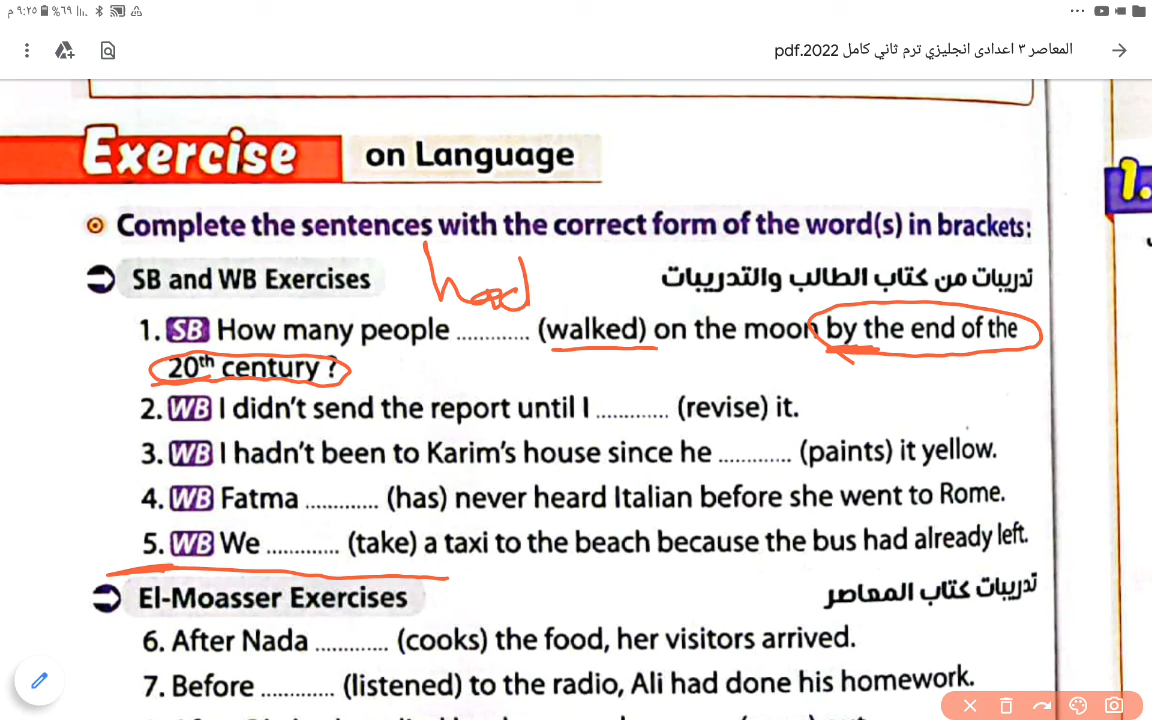 ٩:٢٥ م ٦٩%
المعاصر ٣ اعدادى انجليزي ترم ثاني كامل 2022.pdf
Exercise on Language
Complete the sentences with the correct form of the word(s) in brackets:
had
SB and WB Exercises تدريبات من كتاب الطالب والتدريبات
1. SB How many people ............ (walked) on the moon by the end of the
20th century ?
2. WB I didn't send the report until I ............ (revise) it.
3. WB I hadn't been to Karim's house since he ............ (paints) it yellow.
4. WB Fatma ............ (has) never heard Italian before she went to Rome.
5. WB We ............ (take) a taxi to the beach because the bus had already left.
El-Moasser Exercises تدريبات كتاب المعاصر
6. After Nada ............ (cooks) the food, her visitors arrived.
7. Before ............ (listened) to the radio, Ali had done his homework.
1.